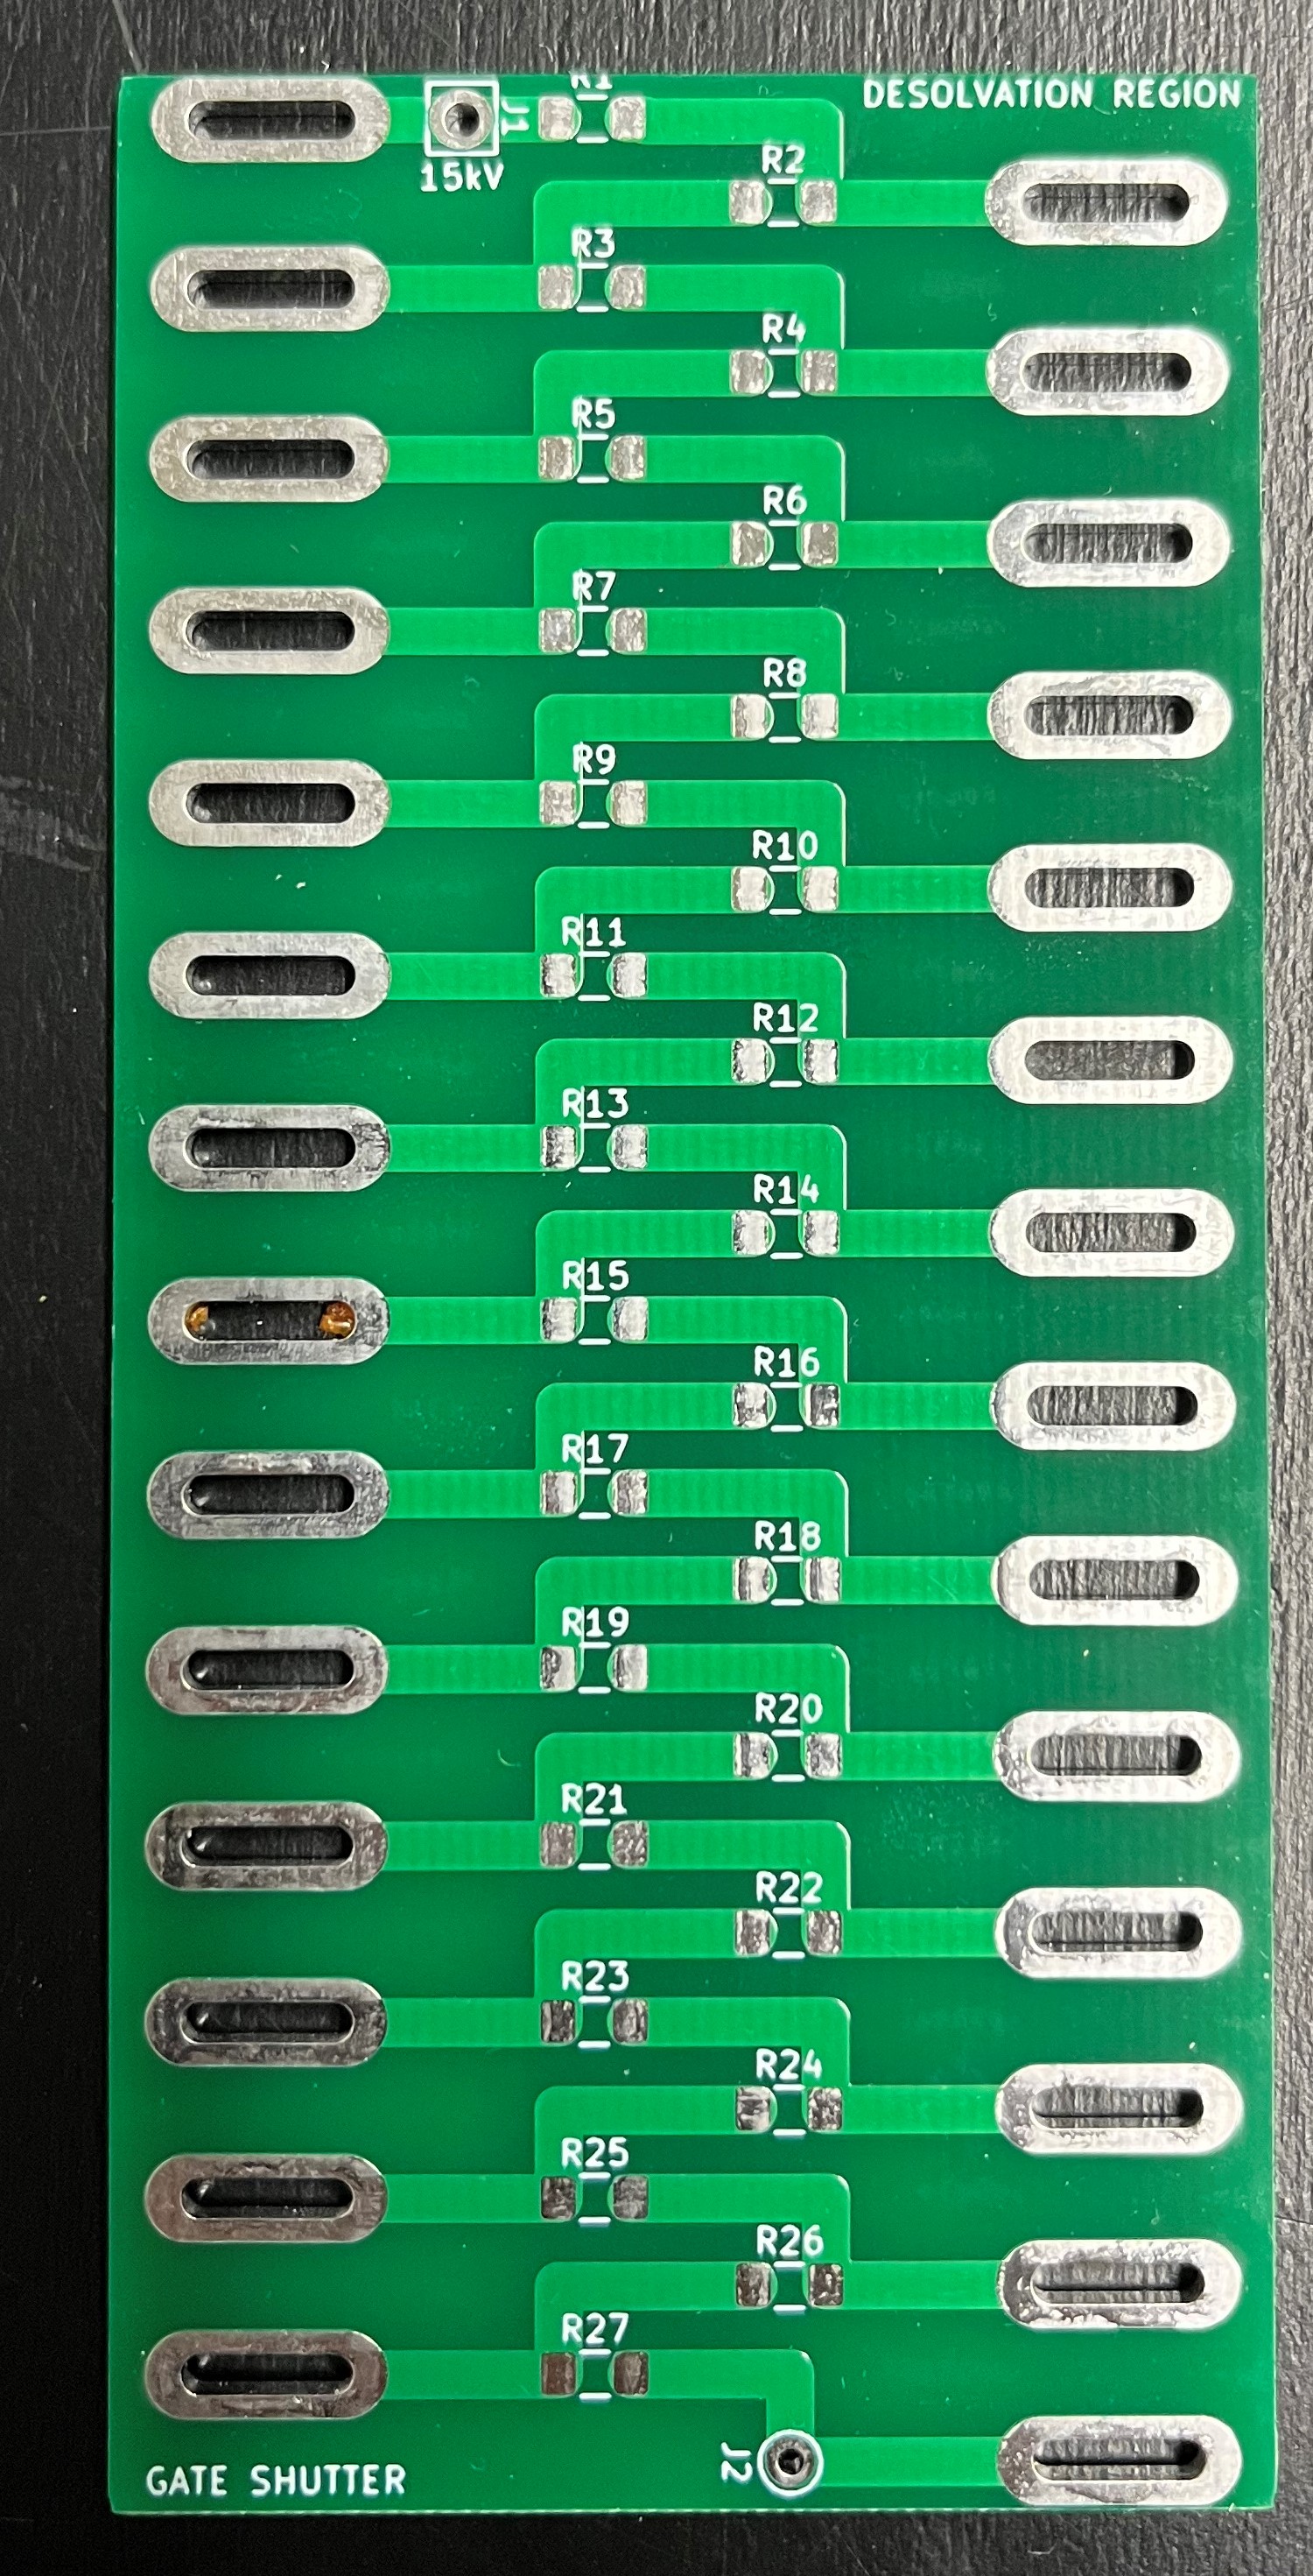 R1
DESOLVATION REGION
J1
15kV
R2
R3
R4
R5
R6
R7
R8
R9
R10
R11
R12
R13
R14
R15
R16
R17
R18
R19
R20
R21
R22
R23
R24
R25
R26
R27
J2
GATE SHUTTER